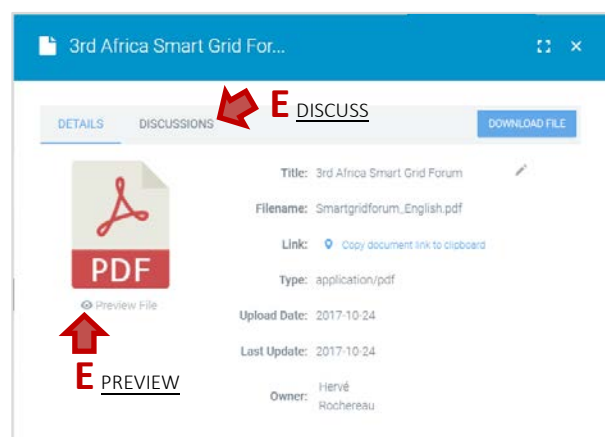 3rd Africa Smart Grid For...
E DISCUSS
DETAILS DISCUSSIONS DOWNLOAD FILE
Title: 3rd Africa Smart Grid Forum
Filename: Smartgridforum_English.pdf
Link: Copy document link to clipboard
PDF
Type: application/pdf
Preview File
Upload Date: 2017-10-24
Last Update: 2017-10-24
E PREVIEW
Owner: Hervé
Rochereau